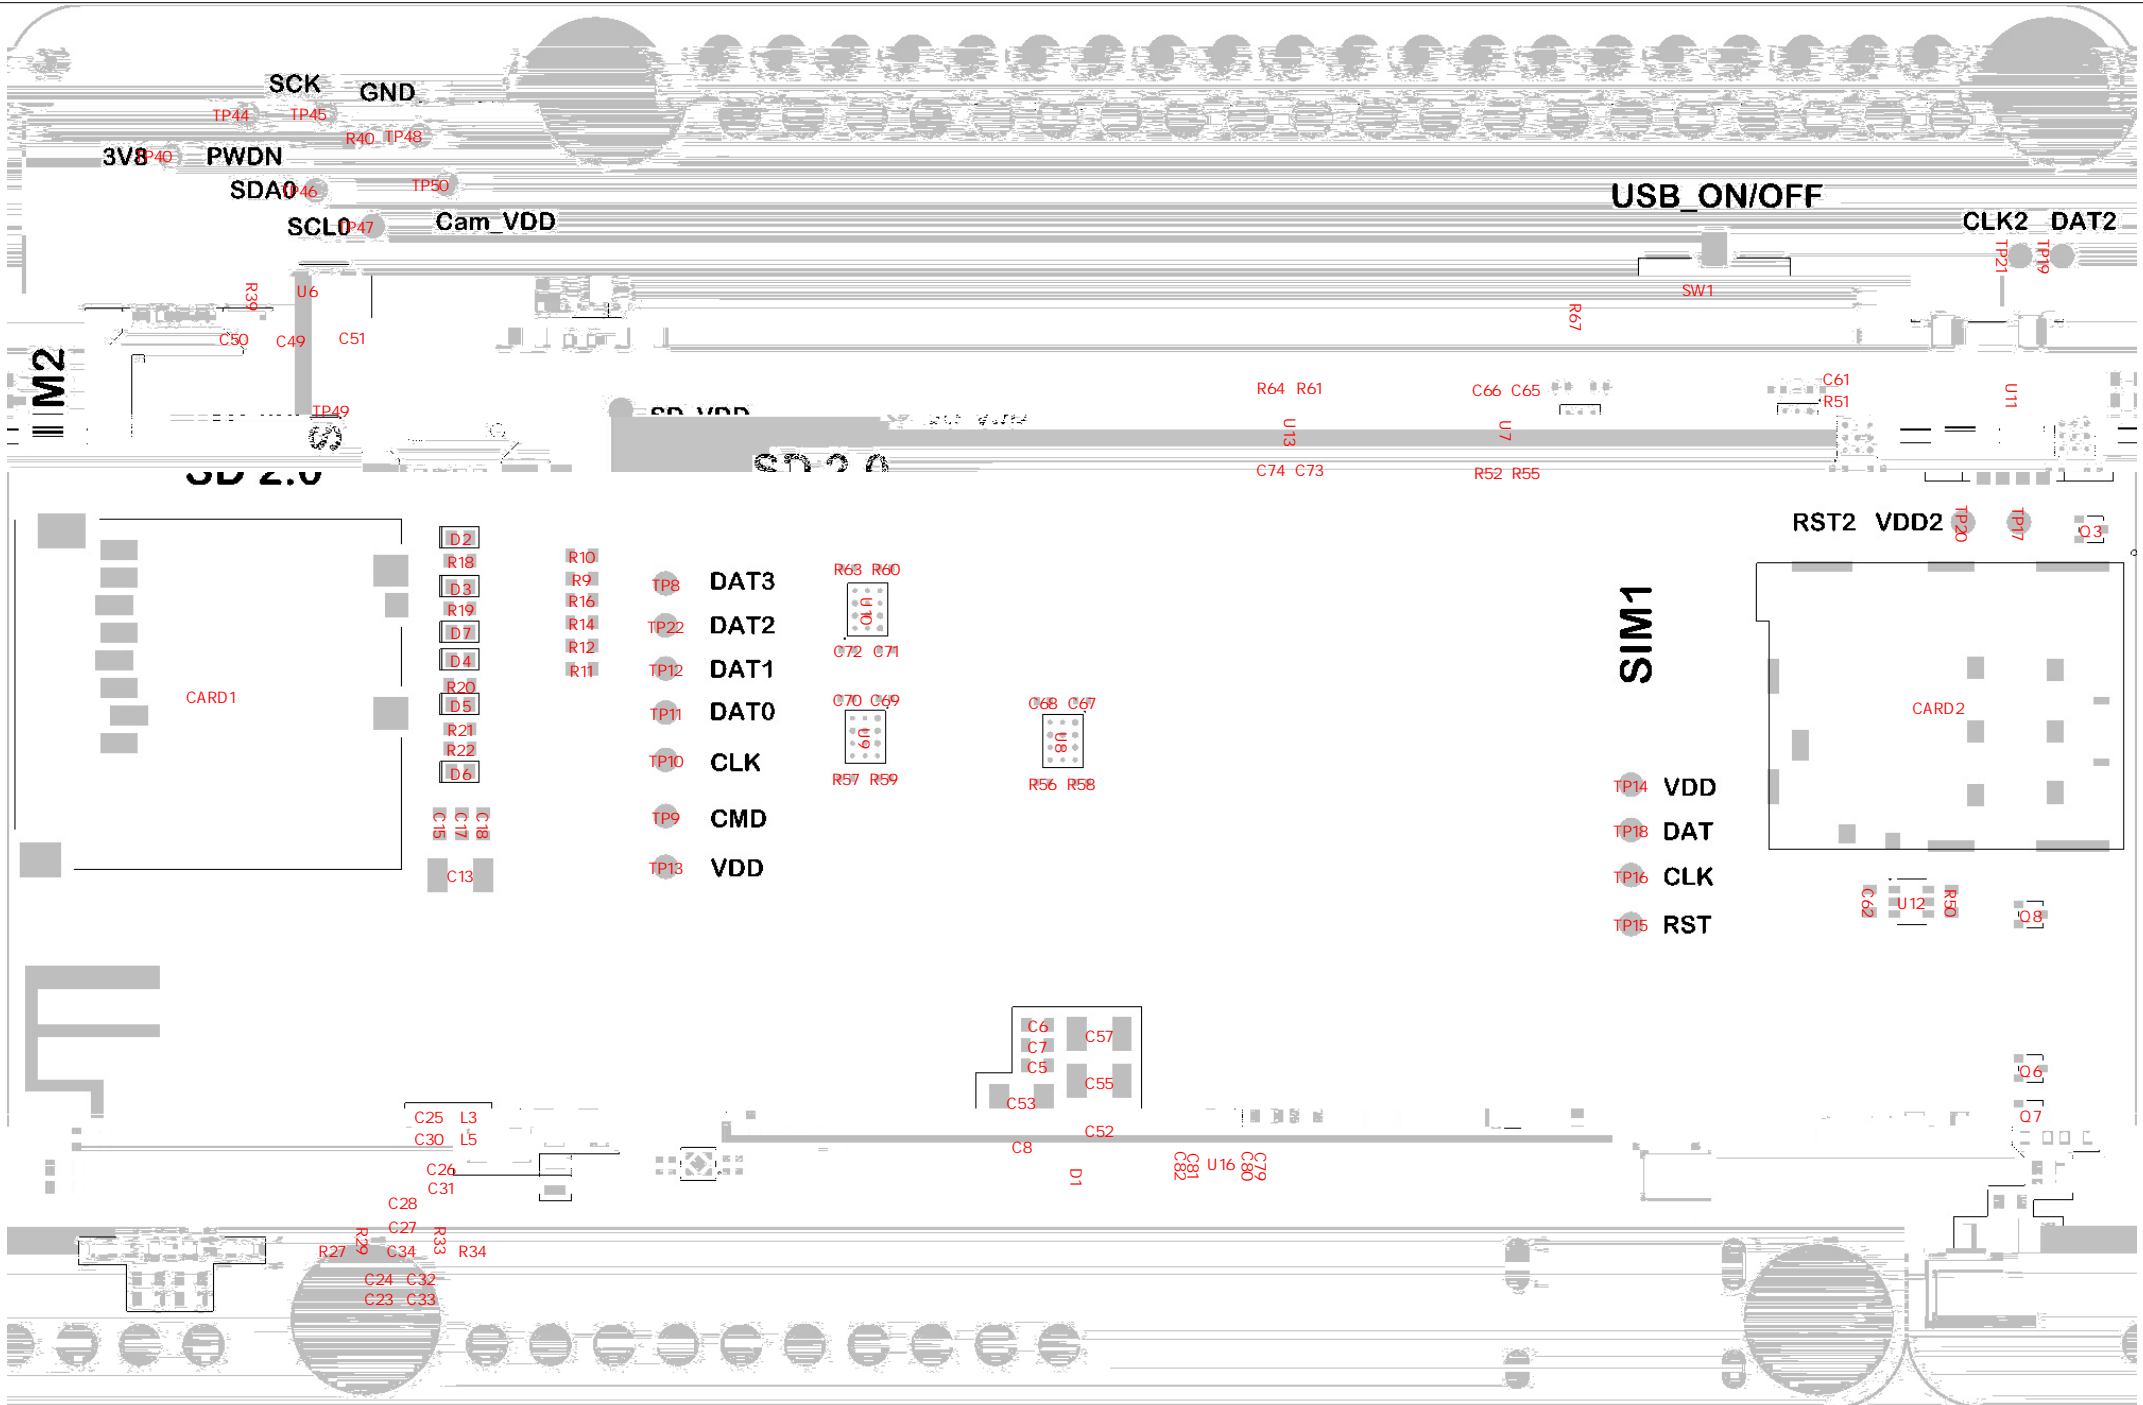 SCK
GND
TP44
TP45
R40
TP48
3V8
TP40
PWDN
SDA0
TP46
TP50
SCL0
TP47
Cam_VDD
USB_ON/OFF
CLK2 DAT2
TP21
TP19
R39
U6
SW1
R67
C50
C49
C51
M2
TP49
R64 R61
C66 C65
C61
R51
U11
U13
U7
C74 C73
R52 R55
RST2 VDD2
TP20
TP17
Q3
D2
R18
D3
R19
D7
D4
R20
D5
R21
R22
D6
R10
R9
R16
R14
R12
R11
TP8 DAT3
TP22 DAT2
TP12 DAT1
TP11 DAT0
TP10 CLK
TP9 CMD
TP13 VDD
R63 R60
U10
C72 C71
C70 C69
U9
R57 R59
C68 C67
U8
R56 R58
SIM1
CARD1
CARD2
C15
C17
C18
C13
TP14 VDD
TP18 DAT
TP16 CLK
TP15 RST
C62
U12
R50
Q8
C6
C7
C5
C57
C55
C53
C52
C8
D1
Q6
Q7
C25 L3
C30 L5
C26
C31
C28
C27
C82
C81
U16
C80
C79
R27
R29
C34
R33
R34
C24 C32
C23 C33